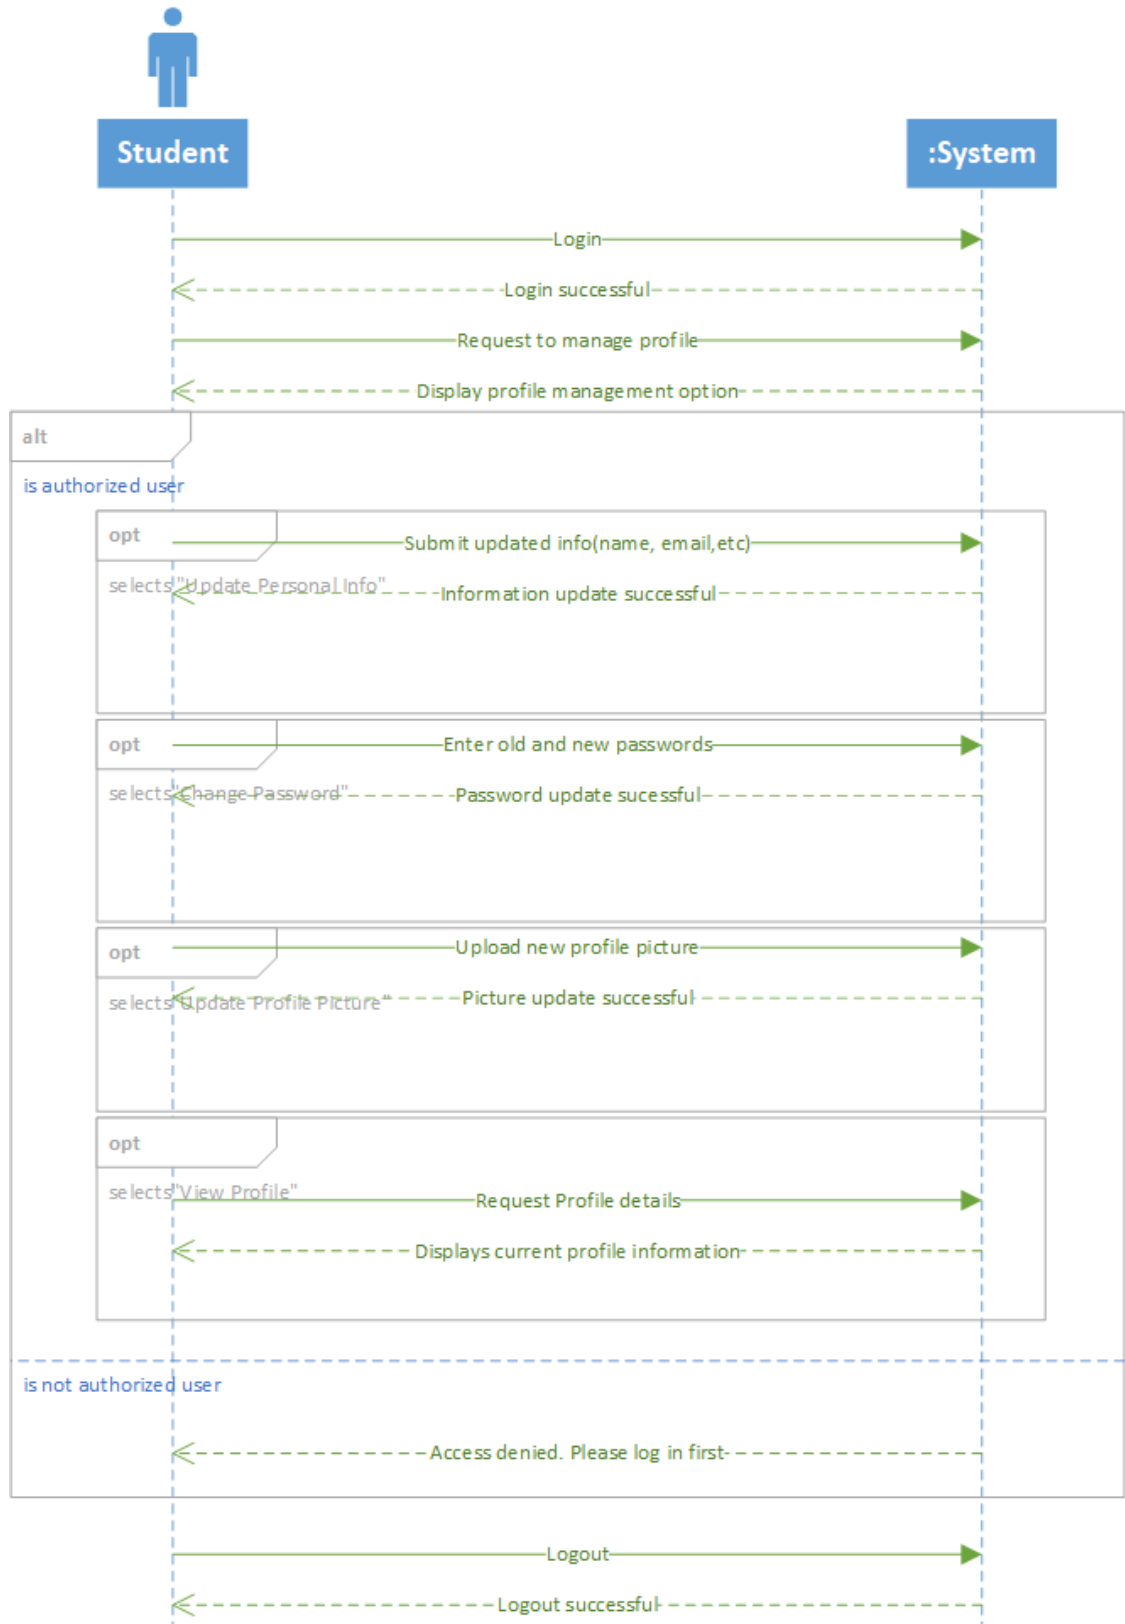 Student
:System
Login
Login successful
Request to manage profile
Display profile management option
alt
is authorized user
opt
Submit updated info(name, email,etc)
selects"Update Personal Info"
Information update successful
opt
Enter old and new passwords
selects"Change Password"
Password update sucessful
opt
Upload new profile picture
selects"Update Profile Picture"
Picture update successful
opt
selects"View Profile"
Request Profile details
Displays current profile information
is not authorized user
Access denied. Please log in first
Logout
Logout successful